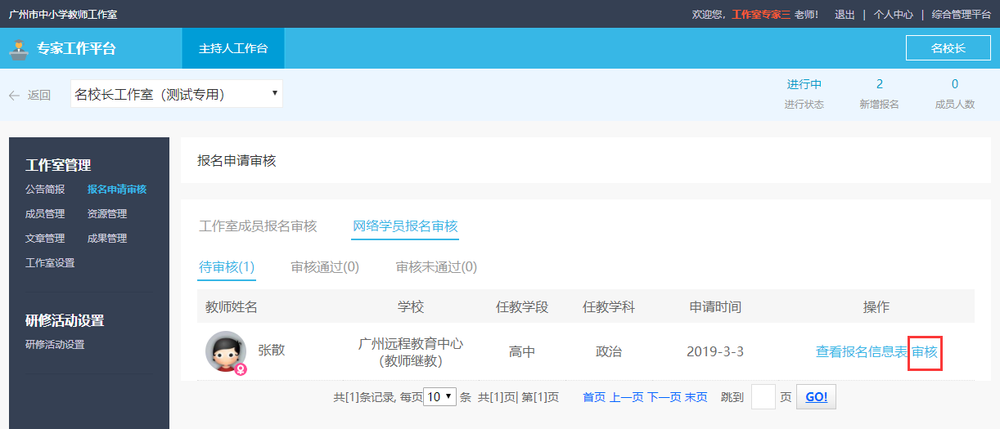 广州市中小学教师工作室 欢迎您，工作室专家三 老师！ 退出 | 个人中心 | 综合管理平台
专家工作平台 主持人工作台 名校长
返回 名校长工作室（测试专用） 进行中 2 0
进行状态 新增报名 成员人数
工作室管理
公告简报 报名申请审核
成员管理 资源管理
文章管理 成果管理
工作室设置
研修活动设置
研修活动设置
报名申请审核
工作室成员报名审核 网络学员报名审核
待审核(1) 审核通过(0) 审核未通过(0)
教师姓名 学校 任教学段 任教学科 申请时间 操作
张散 广州远程教育中心 高中 政治 2019-3-3 查看报名信息表 审核
（教师继教）
共[1]条记录, 每页 10 条 共[1]页| 第[1]页 首页 上一页 下一页 末页 跳到 页 GO!